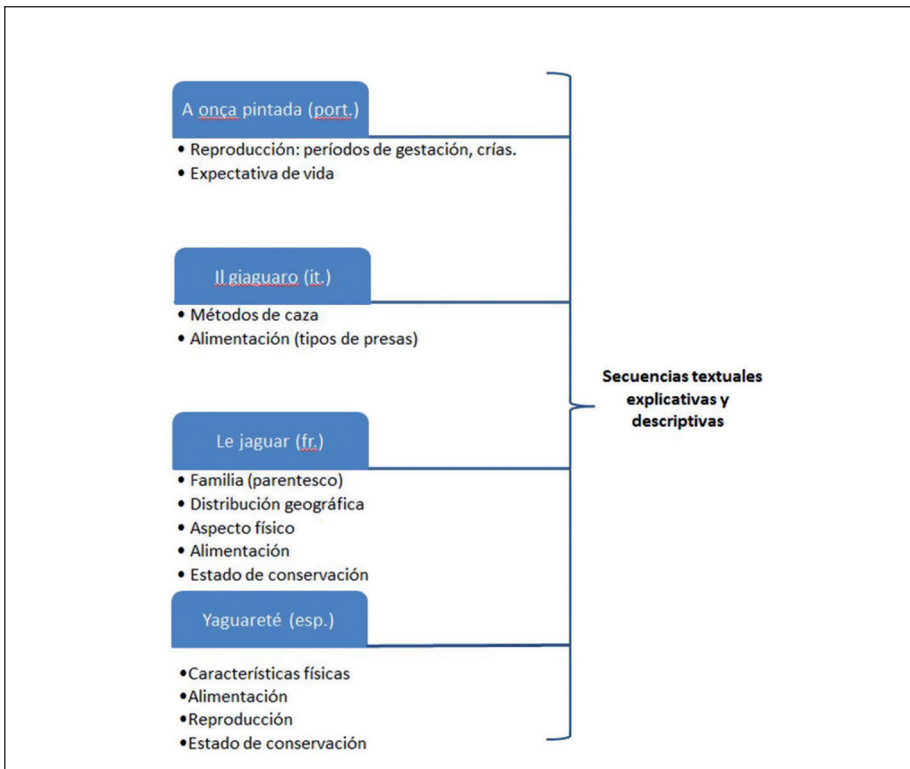 A onça pintada (port.)
• Reproducción: períodos de gestación, crías.
• Expectativa de vida
Il giaguaro (it.)
• Métodos de caza
• Alimentación (tipos de presas)
Secuencias textuales
explicativas y
descriptivas
Le jaguar (fr.)
• Familia (parentesco)
• Distribución geográfica
• Aspecto físico
• Alimentación
• Estado de conservación
Yaguareté (esp.)
•Características físicas
•Alimentación
•Reproducción
•Estado de conservación